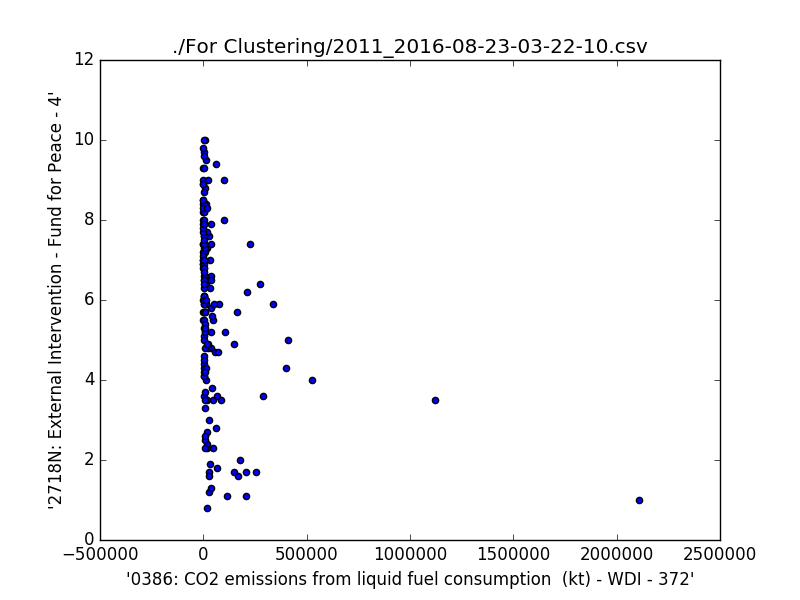 ./For Clustering/2011_2016-08-23-03-22-10.csv
12
10
8
6
4
2
0
'2718N: External Intervention - Fund for Peace - 4'
−500000 0 500000 1000000 1500000 2000000 2500000
'0386: CO2 emissions from liquid fuel consumption  (kt) - WDI - 372'